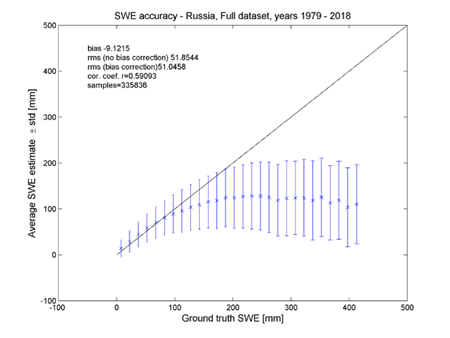 SWE accuracy - Russia, Full dataset, years 1979 - 2018
500
bias -9.1215
rms (no bias correction) 51.8544
rms (bias correction)51.0458
cor. coef. r=0.59093
samples=335836
400
300
200
100
0
-100
Average SWE estimate ± std [mm]
-100 0 100 200 300 400 500
Ground truth SWE [mm]